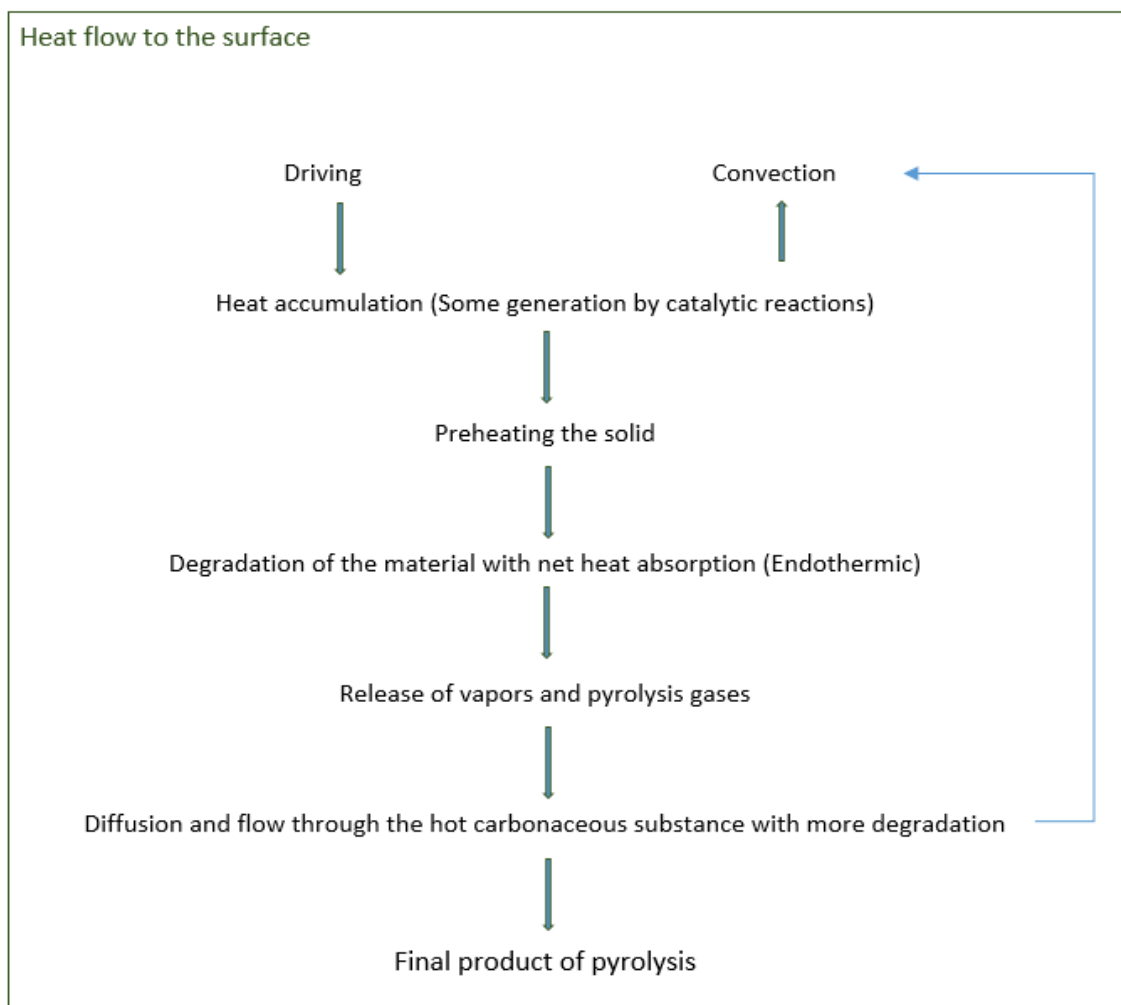 Heat flow to the surface
Driving
Convection
Heat accumulation (Some generation by catalytic reactions)
Preheating the solid
Degradation of the material with net heat absorption (Endothermic)
Release of vapors and pyrolysis gases
Diffusion and flow through the hot carbonaceous substance with more degradation
Final product of pyrolysis